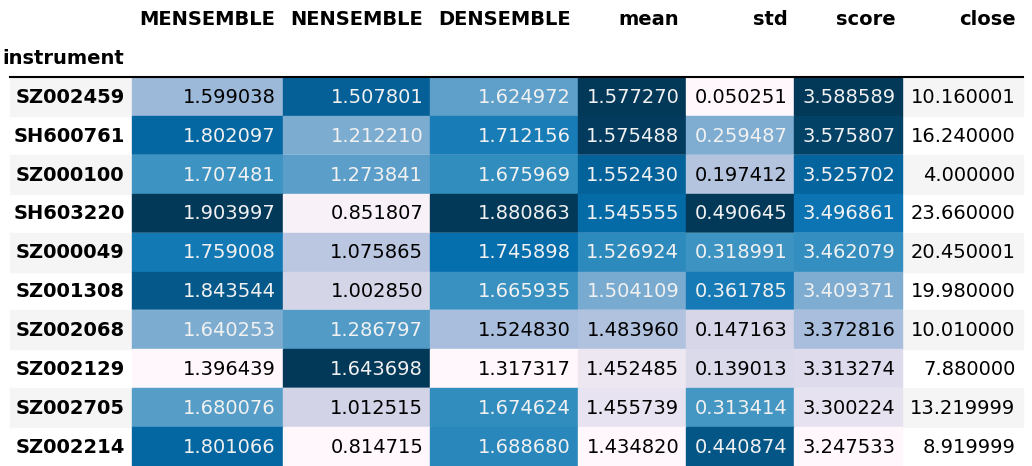 MENSEMBLE NENSEMBLE DENSEMBLE mean std score close
instrument
SZ002459 1.599038 1.507801 1.624972 1.577270 0.050251 3.588589 10.160001
SH600761 1.802097 1.212210 1.712156 1.575488 0.259487 3.575807 16.240000
SZ000100 1.707481 1.273841 1.675969 1.552430 0.197412 3.525702 4.000000
SH603220 1.903997 0.851807 1.880863 1.545555 0.490645 3.496861 23.660000
SZ000049 1.759008 1.075865 1.745898 1.526924 0.318991 3.462079 20.450001
SZ001308 1.843544 1.002850 1.665935 1.504109 0.361785 3.409371 19.980000
SZ002068 1.640253 1.286797 1.524830 1.483960 0.147163 3.372816 10.010000
SZ002129 1.396439 1.643698 1.317317 1.452485 0.139013 3.313274 7.880000
SZ002705 1.680076 1.012515 1.674624 1.455739 0.313414 3.300224 13.219999
SZ002214 1.801066 0.814715 1.688680 1.434820 0.440874 3.247533 8.919999